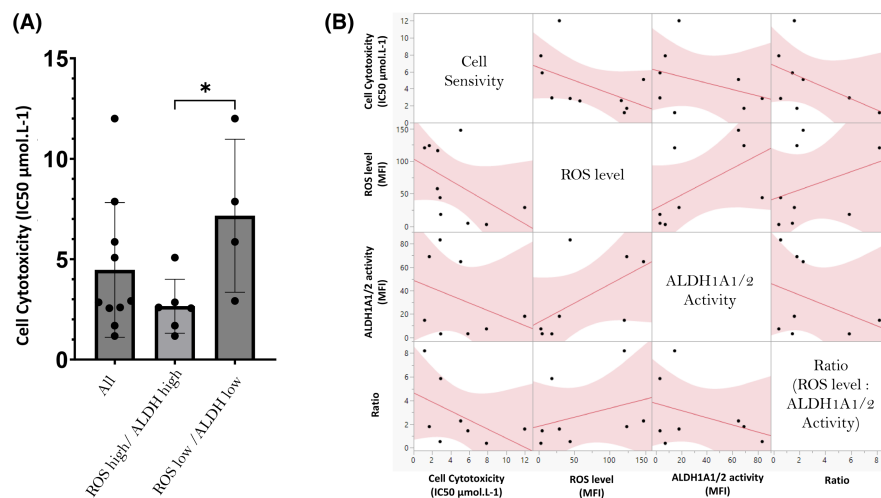 (A)
Cell Cytotoxicity (IC50 µmol.L-1)
15
10
5
0
*
All
ROS high/ ALDH high
ROS low /ALDH low
(B)
Cell Cytotoxicity
(IC50 µmol.L-1)
12
10
8
6
4
2
0
Cell
Sensivity
ROS level
(MFI)
150
100
50
0
ROS level
ALDH1A1/2 activity
(MFI)
80
60
40
20
0
ALDH1A1/2
Activity
Ratio
8
6
4
2
0
Ratio
(ROS level :
ALDH1A1/2
Activity)
0 2 4 6 8 10 12
0 50 100 150
0 20 40 60 80
0 2 4 6 8
Cell Cytotoxicity
(IC50 µmol.L-1)
ROS level
(MFI)
ALDH1A1/2 activity
(MFI)
Ratio